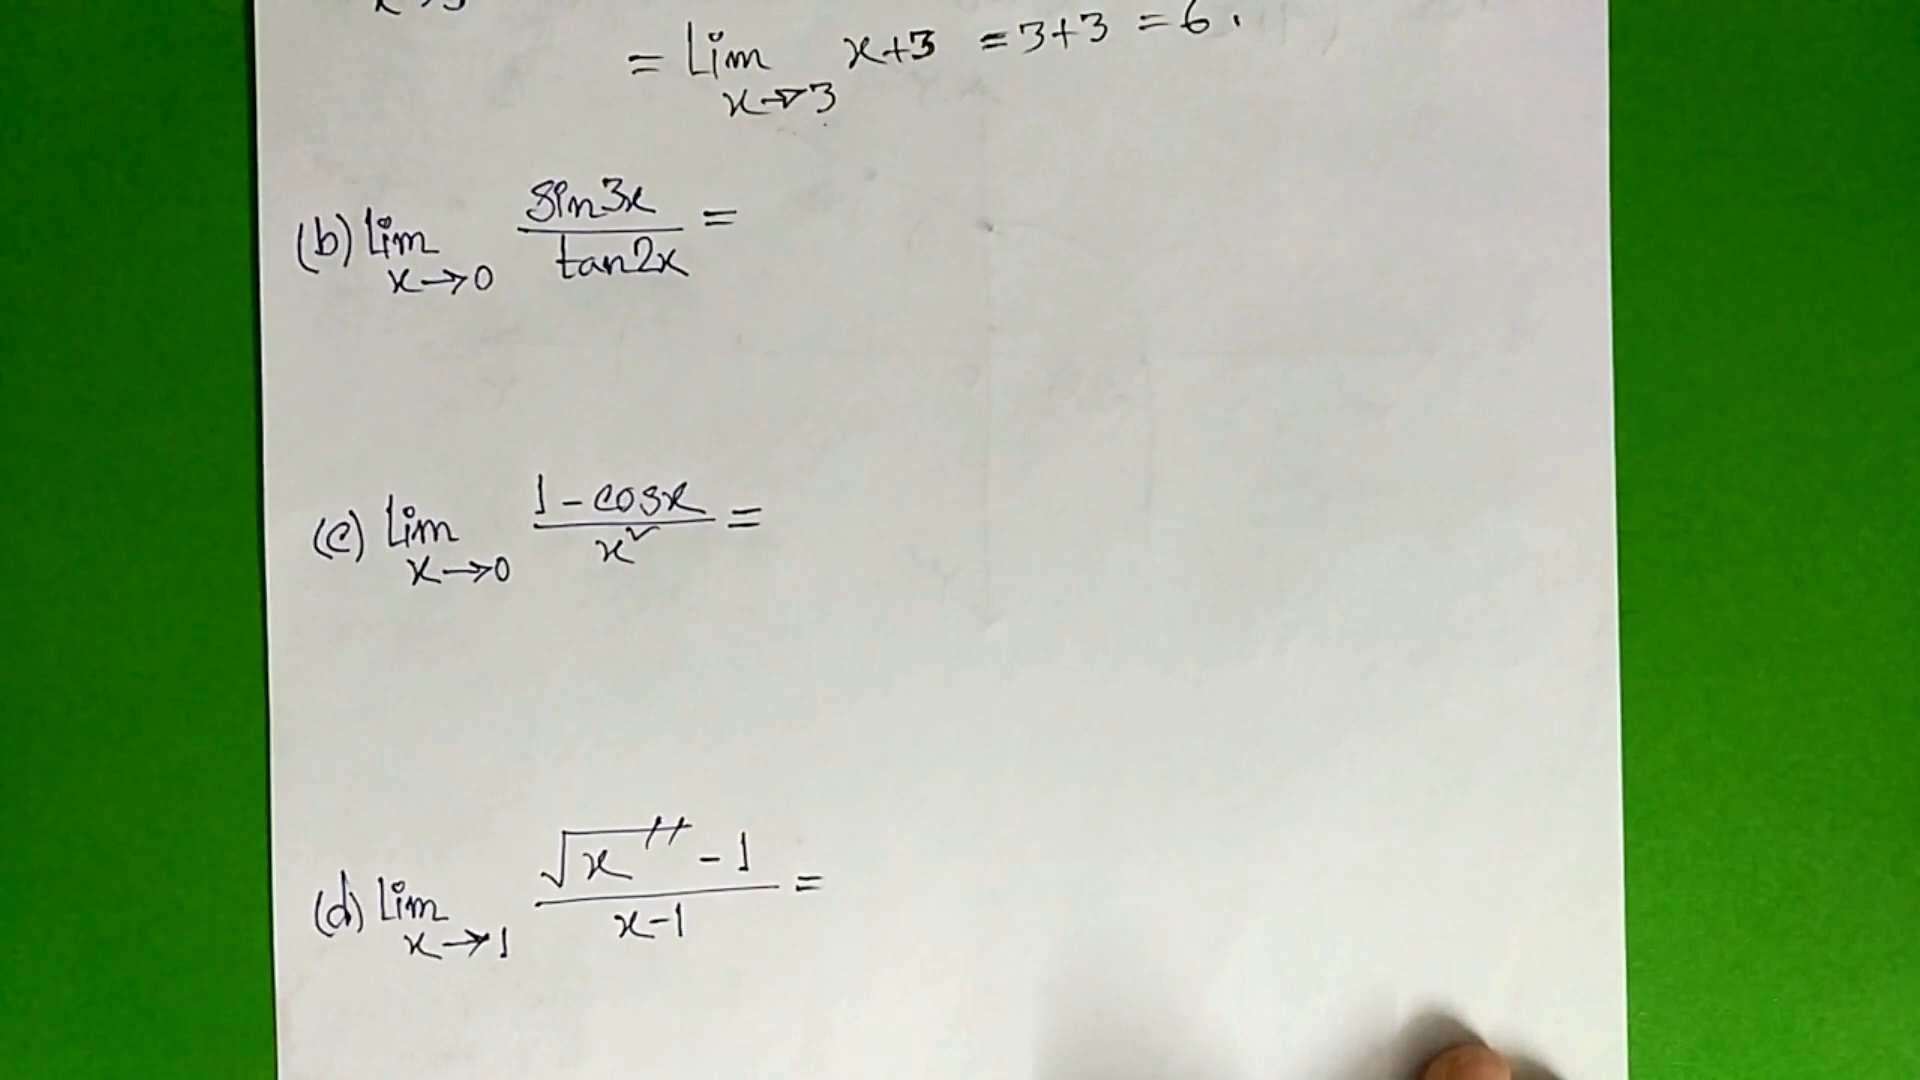 = Lim x+3 = 3+3 = 6.
x→3
(b) Lim sin3x / tan2x =
x→0
(c) Lim 1-cosx / x² =
x→0
(d) Lim √x - 1 / x-1 =
x→1